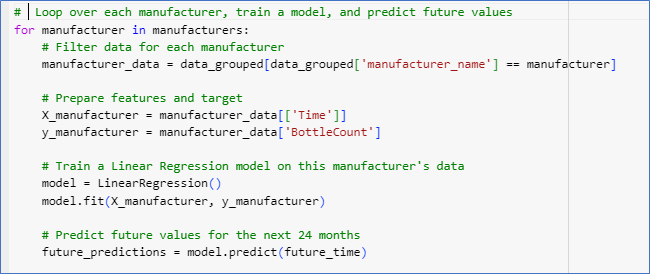 # Loop over each manufacturer, train a model, and predict future values
for manufacturer in manufacturers:
    # Filter data for each manufacturer
    manufacturer_data = data_grouped[data_grouped['manufacturer_name'] == manufacturer]

    # Prepare features and target
    X_manufacturer = manufacturer_data[['Time']]
    y_manufacturer = manufacturer_data['BottleCount']

    # Train a Linear Regression model on this manufacturer's data
    model = LinearRegression()
    model.fit(X_manufacturer, y_manufacturer)

    # Predict future values for the next 24 months
    future_predictions = model.predict(future_time)